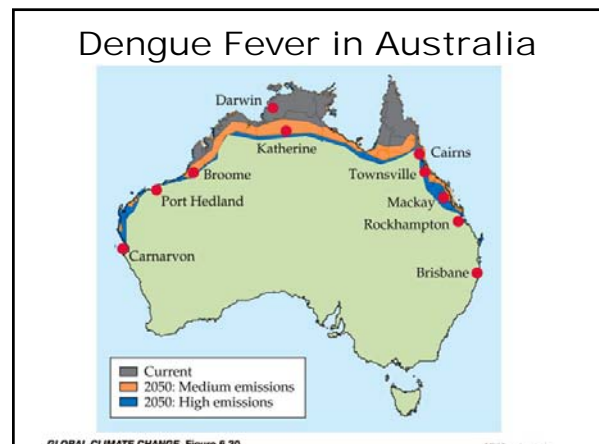 Dengue Fever in Australia
Darwin
Katherine
Cairns
Broome
Townsville
Port Hedland
Mackay
Rockhampton
Carnarvon
Brisbane
Current
2050: Medium emissions
2050: High emissions
GLOBAL CLIMATE CHANGE, Figure 6.20